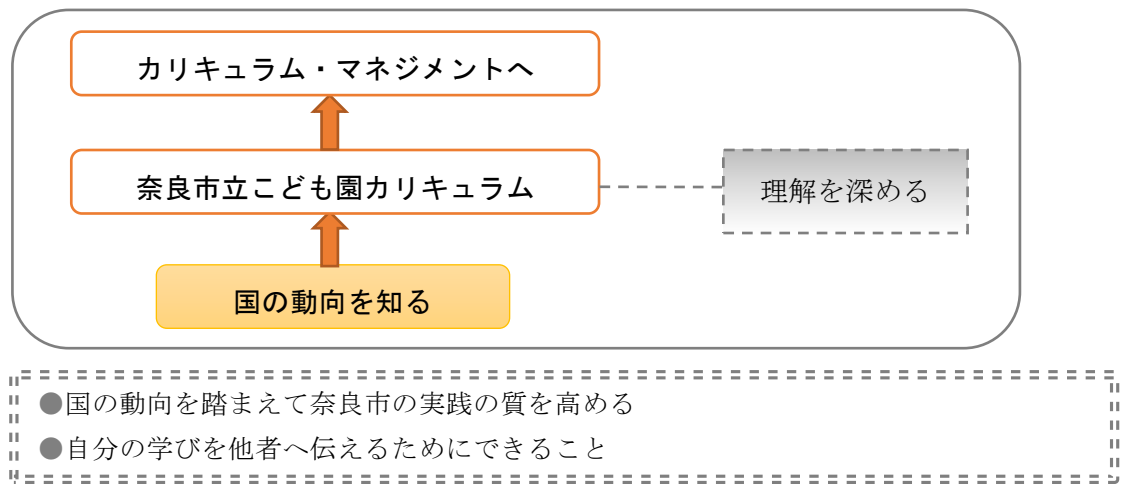 カリキュラム・マネジメントへ
奈良市立こども園カリキュラム
理解を深める
国の動向を知る
●国の動向を踏まえて奈良市の実践の質を高める
●自分の学びを他者へ伝えるためにできること